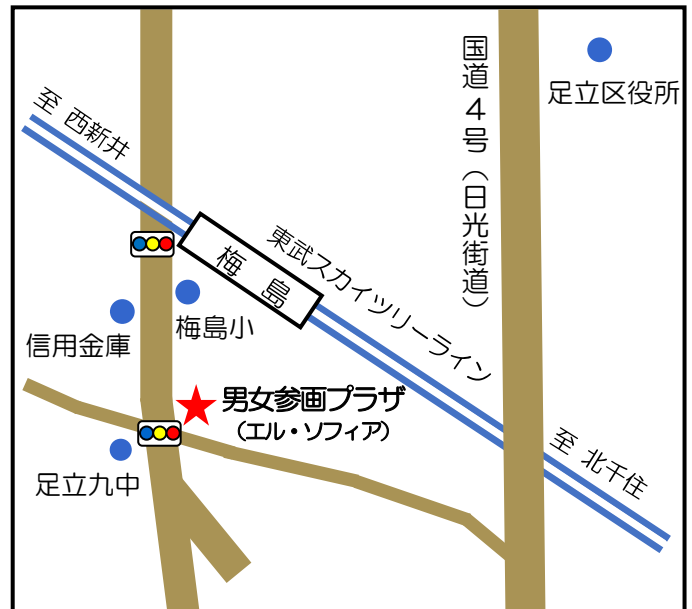 国道4号（日光街道）
足立区役所
至 西新井
梅島
東武スカイツリーライン
梅島小
信用金庫
男女参画プラザ
（エル・ソフィア）
至 北千住
足立九中